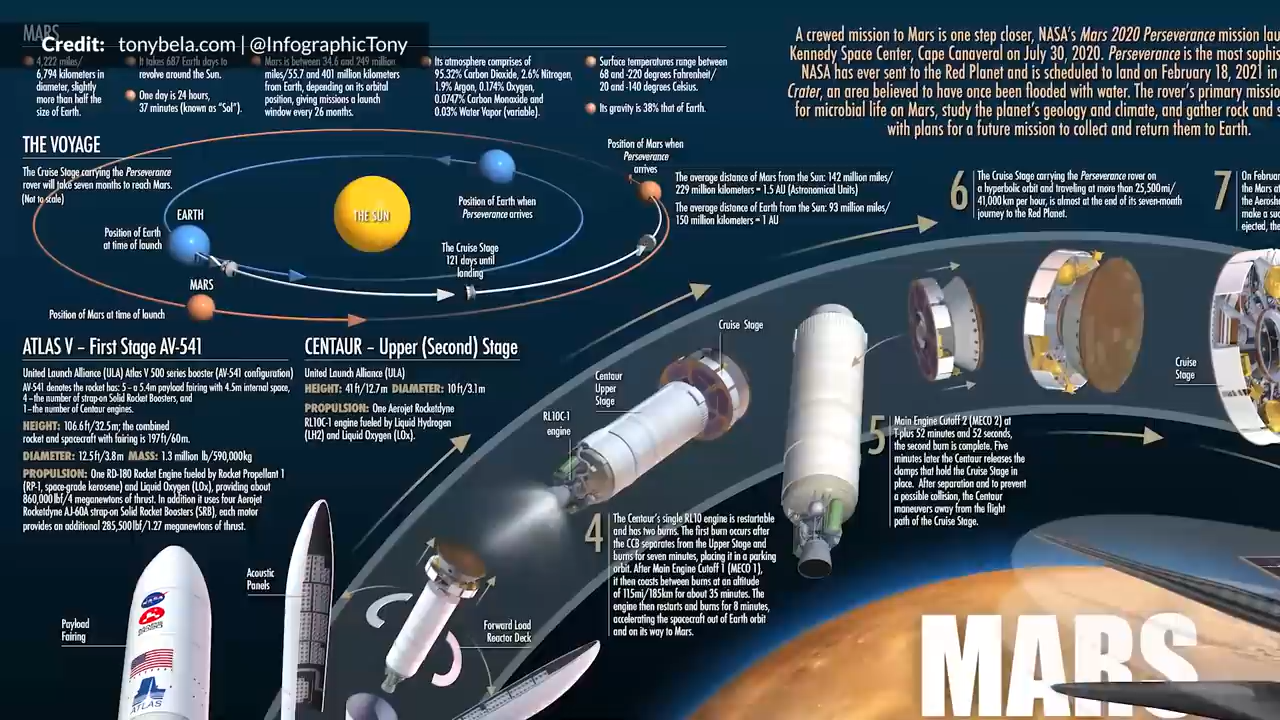 MARS
Credit: tonybela.com | @InfographicTony
4,222 miles/
6,794 kilometers in
diameter, slightly
more than half the
size of Earth.
It takes 687 Earth days to
revolve around the Sun.
One day is 24 hours,
37 minutes (known as "Sol").
Mars is between 34.6 and 249 million
miles/55.7 and 401 million kilometers
from Earth, depending on its orbital
position, giving missions a launch
window every 26 months.
Its atmosphere comprises of
95.32% Carbon Dioxide, 2.6% Nitrogen,
1.9% Argon, 0.174% Oxygen,
0.0747% Carbon Monoxide and
0.03% Water Vapor (variable).
Surface temperatures range between
68 and -220 degrees Fahrenheit/
20 and -140 degrees Celsius.
Its gravity is 38% that of Earth.
A crewed mission to Mars is one step closer, NASA's Mars 2020 Perseverance mission lau
Kennedy Space Center, Cape Canaveral on July 30, 2020. Perseverance is the most sophis
NASA has ever sent to the Red Planet and is scheduled to land on February 18, 2021 in
Crater, an area believed to have once been flooded with water. The rover's primary missio
for microbial life on Mars, study the planet's geology and climate, and gather rock and s
with plans for a future mission to collect and return them to Earth.
THE VOYAGE
The Cruise Stage carrying the Perseverance
rover will take seven months to reach Mars.
(Not to scale)
EARTH
Position of Earth
at time of launch
MARS
Position of Mars at time of launch
THE SUN
Position of Earth when
Perseverance arrives
The Cruise Stage
121 days until
landing
Position of Mars when
Perseverance
arrives
The average distance of Mars from the Sun: 142 million miles/
229 million kilometers = 1.5 AU (Astronomical Units)
The average distance of Earth from the Sun: 93 million miles/
150 million kilometers = 1 AU
6
The Cruise Stage carrying the Perseverance rover on
a hyperbolic orbit and traveling at more than 25,500mi/
41,000km per hour, is almost at the end of its seven-month
journey to the Red Planet.
7
On Februar
the Mars at
the Aerosh
make a suc
ejected, the
ATLAS V – First Stage AV-541
United Launch Alliance (ULA) Atlas V 500 series booster (AV-541 configuration)
AV-541 denotes the rocket has: 5 – a 5.4m payload fairing with 4.5m internal space,
4 –the number of strap-on Solid Rocket Boosters, and
1–the number of Centaur engines.
HEIGHT: 106.6ft/32.5m; the combined
rocket and spacecraft with fairing is 197ft/60m.
DIAMETER: 12.5ft/3.8m MASS: 1.3 million lb/590,000kg
PROPULSION: One RD-180 Rocket Engine fueled by Rocket Propellant 1
(RP-1, space-grade kerosene) and Liquid Oxygen (LOx), providing about
860,000lbf/4 meganewtons of thrust. In addition it uses four Aerojet
Rocketdyne AJ-60A strap-on Solid Rocket Boosters (SRB), each motor
provides an additional 285,500lbf/1.27 meganewtons of thrust.
CENTAUR – Upper (Second) Stage
United Launch Alliance (ULA)
HEIGHT: 41ft/12.7m DIAMETER: 10ft/3.1m
PROPULSION: One Aerojet Rocketdyne
RL10C-1 engine fueled by Liquid Hydrogen
(LH2) and Liquid Oxygen (LOx).
Cruise Stage
Centaur
Upper
Stage
RL10C-1
engine
Cruise
Stage
5
Main Engine Cutoff 2 (MECO 2) at
T-plus 52 minutes and 52 seconds,
the second burn is complete. Five
minutes later the Centaur releases the
clamps that hold the Cruise Stage in
place. After separation and to prevent
a possible collision, the Centaur
maneuvers away from the flight
path of the Cruise Stage.
4
The Centaur's single RL10 engine is restartable
and has two burns. The first burn occurs after
the CCB separates from the Upper Stage and
burns for seven minutes, placing it in a parking
orbit. After Main Engine Cutoff 1 (MECO 1),
it then coasts between burns at an altitude
of 115mi/185km for about 35 minutes. The
engine then restarts and burns for 8 minutes,
accelerating the spacecraft out of Earth orbit
and on its way to Mars.
Acoustic
Panels
Payload
Fairing
Forward Load
Reactor Deck
NASA
ATLAS
MARS